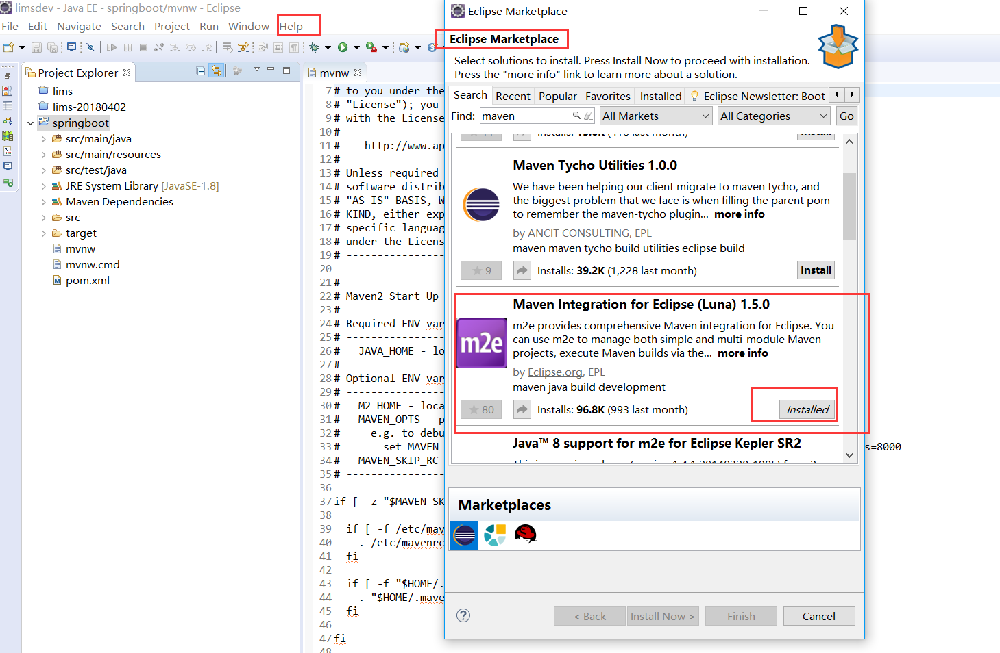 limsdev - Java EE - springboot/mvnw - Eclipse
File Edit Navigate Search Project Run Window Help
Project Explorer
lims
lims-20180402
springboot
src/main/java
src/main/resources
src/test/java
JRE System Library [JavaSE-1.8]
Maven Dependencies
src
target
mvnw
mvnw.cmd
pom.xml
mvnw
7 # to you under the
8 # "License"); you
9 # with the License
10 #
11 #    http://www.ap
12 #
13 # Unless required
14 # software distrib
15 # "AS IS" BASIS, W
16 # KIND, either exp
17 # specific languag
18 # under the Licens
19 # ----------------
20
21 # ----------------
22 # Maven2 Start Up
23 #
24 # Required ENV var
25 # ----------------
26 #   JAVA_HOME - lo
27 #
28 # Optional ENV var
29 # ----------------
30 #   M2_HOME - loca
31 #   MAVEN_OPTS - p
32 #     e.g. to debu
33 #       set MAVEN_ s=8000
34 #   MAVEN_SKIP_RC
35 # ----------------
36
37 if [ -z "$MAVEN_SK
38
39   if [ -f /etc/mav
40     . /etc/mavenrc
41   fi
42
43   if [ -f "$HOME/.
44     . "$HOME/.mave
45   fi
46
47 fi
48
Eclipse Marketplace
Eclipse Marketplace
Select solutions to install. Press Install Now to proceed with installation.
Press the "more info" link to learn more about a solution.
Search Recent Popular Favorites Installed Eclipse Newsletter: Boot
Find: maven All Markets All Categories Go
Installs: last month) Install
Maven Tycho Utilities 1.0.0
We have been helping our client migrate to maven tycho, and
the biggest problem that we face is when filling the parent pom
to remember the maven-tycho plugin... more info
by ANCIT CONSULTING, EPL
maven maven tycho build utilities eclipse build
9 Installs: 39.2K (1,228 last month) Install
Maven Integration for Eclipse (Luna) 1.5.0
m2e
m2e provides comprehensive Maven integration for Eclipse. You
can use m2e to manage both simple and multi-module Maven
projects, execute Maven builds via the... more info
by Eclipse.org, EPL
maven java build development
80 Installs: 96.8K (993 last month) Installed
Java™ 8 support for m2e for Eclipse Kepler SR2
Marketplaces
< Back Install Now > Finish Cancel